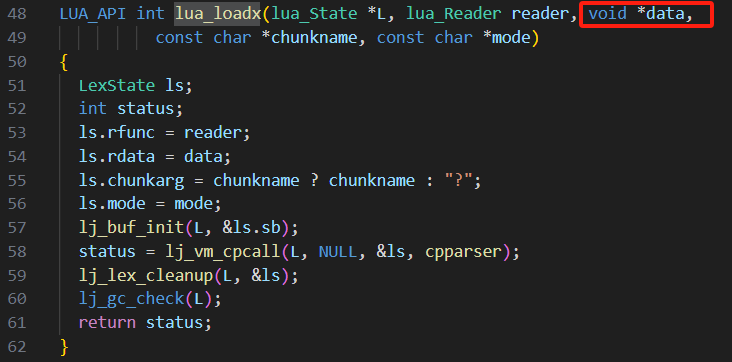 48 LUA_API int lua_loadx(lua_State *L, lua_Reader reader, void *data,
49 const char *chunkname, const char *mode)
50 {
51 LexState ls;
52 int status;
53 ls.rfunc = reader;
54 ls.rdata = data;
55 ls.chunkarg = chunkname ? chunkname : "?";
56 ls.mode = mode;
57 lj_buf_init(L, &ls.sb);
58 status = lj_vm_cpcall(L, NULL, &ls, cpparser);
59 lj_lex_cleanup(L, &ls);
60 lj_gc_check(L);
61 return status;
62 }